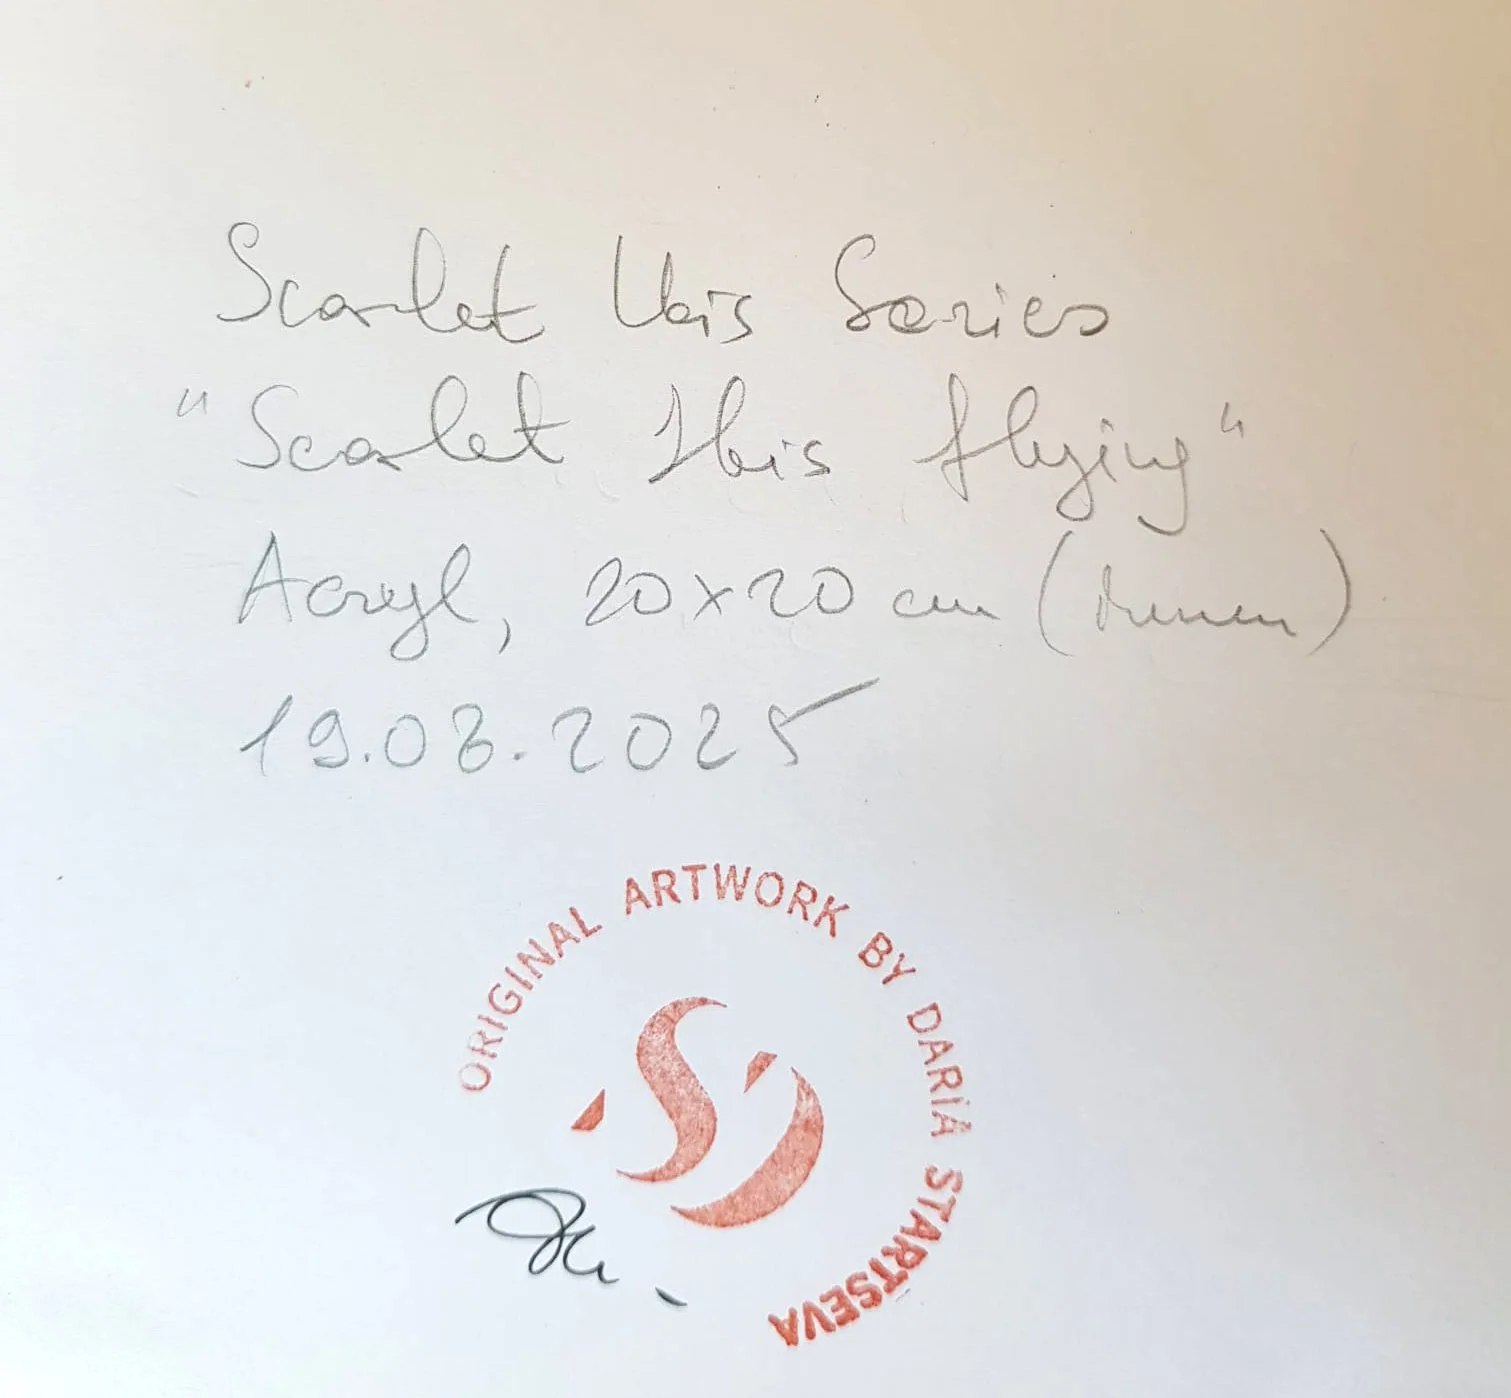 Scarlet Ibis Series
"Scarlet Ibis flying"
Acryl, 20x20 cm
19.08.2025
ORIGINAL ARTWORK BY DARIA STARTSEVA